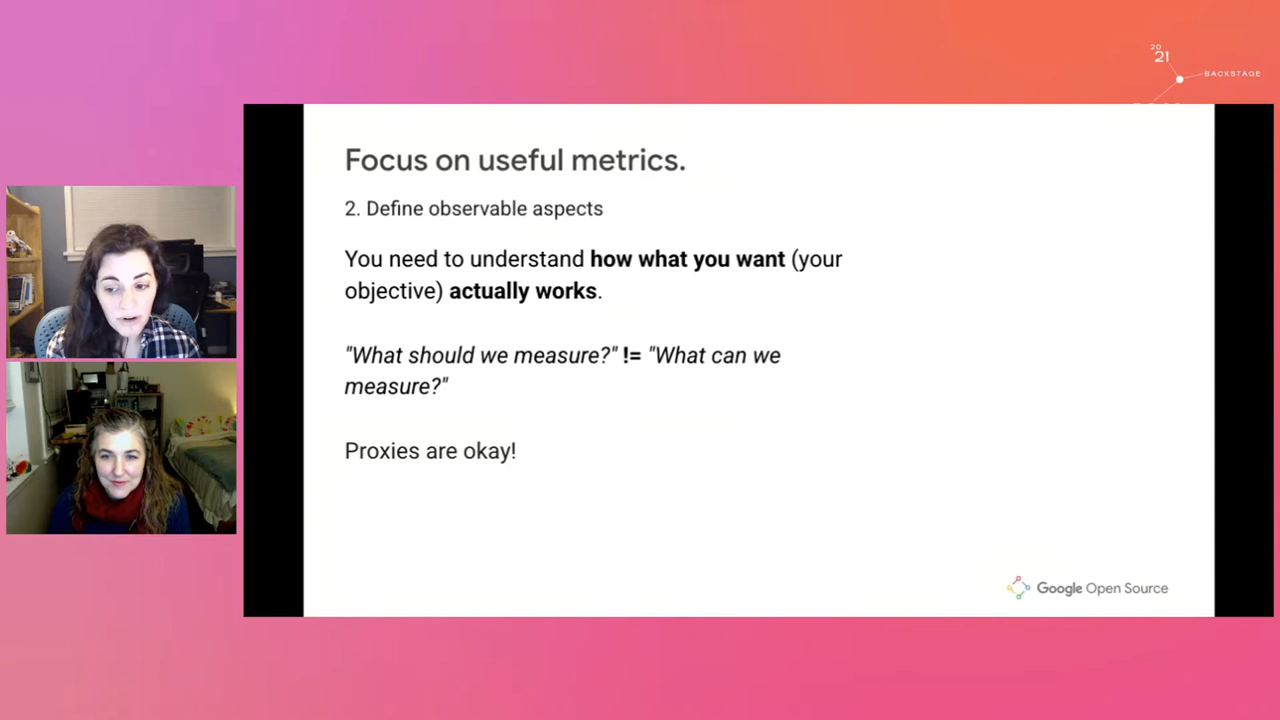 20
21
BACKSTAGE
Focus on useful metrics.
2. Define observable aspects
You need to understand how what you want (your
objective) actually works.
"What should we measure?" != "What can we
measure?"
Proxies are okay!
Google Open Source